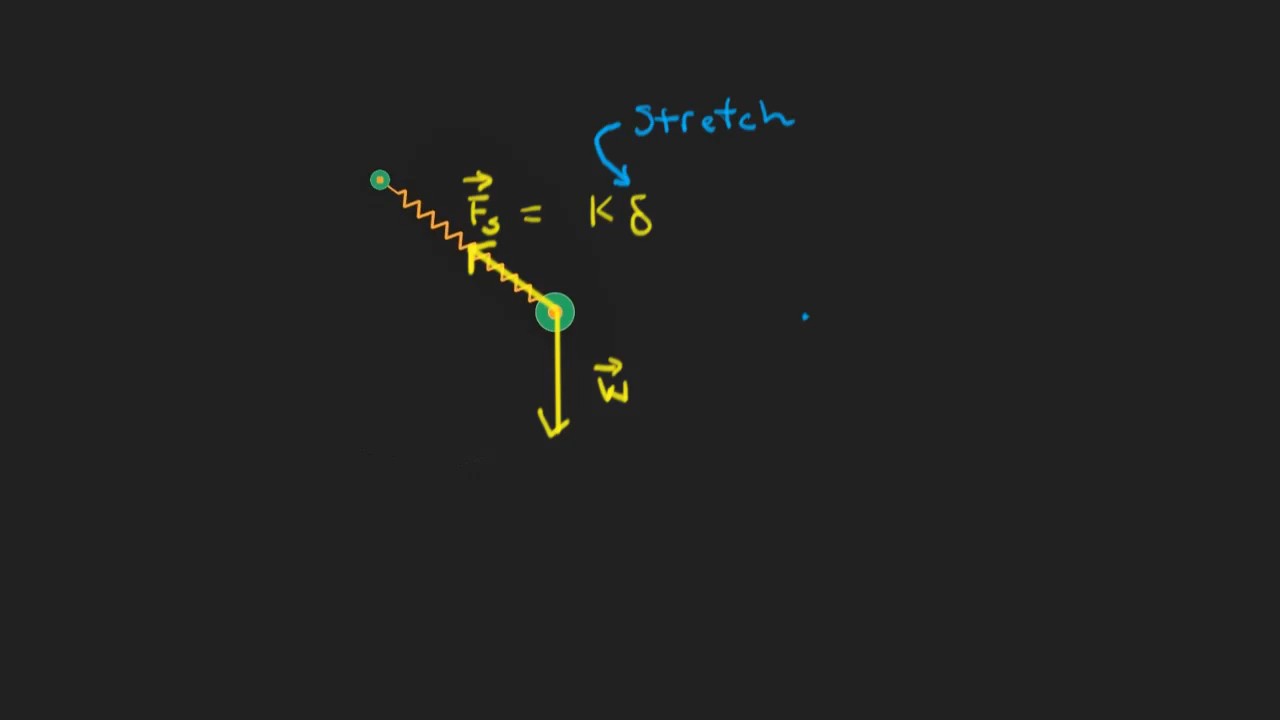 Stretch
F⃗s = K δ
W⃗